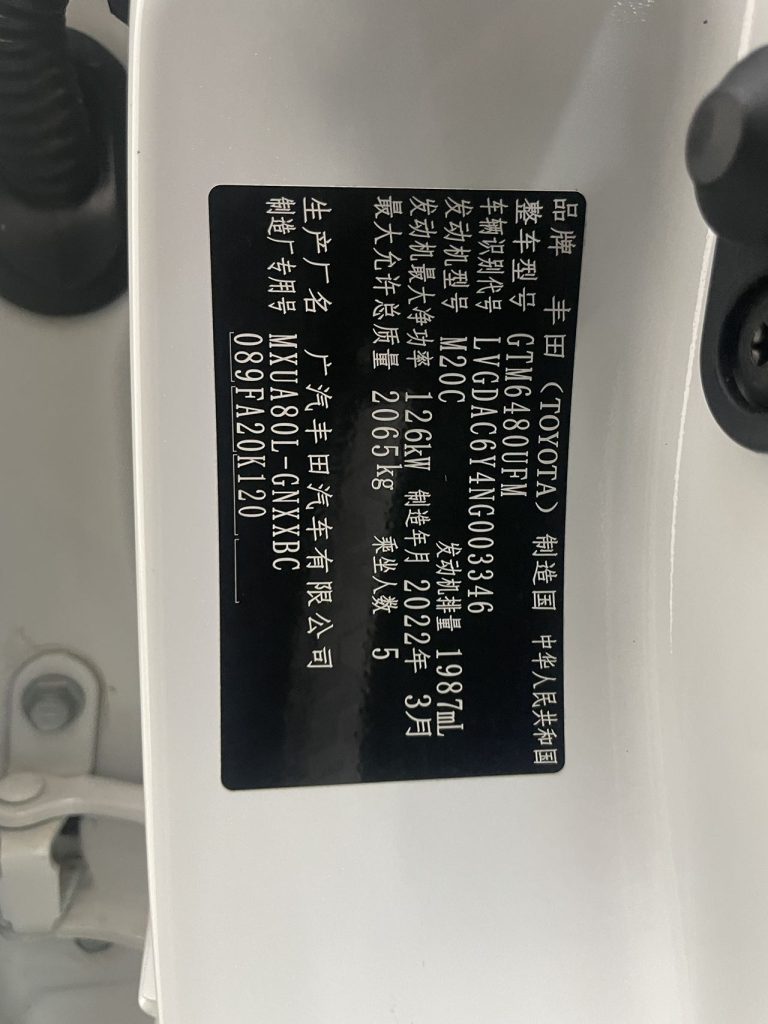 品牌 丰田（TOYOTA） 制造国 中华人民共和国
整车型号 GTM6480UFM
车辆识别代号 LVGDAC6Y4NG003346
发动机型号 M20C 发动机排量 1987mL
发动机最大净功率 126kW 制造年月 2022年 3月
最大允许总质量 2065kg 乘坐人数 5
生产厂名 广汽丰田汽车有限公司
制造厂专用号 MXUA80L-GNXXBC
089FA20K120